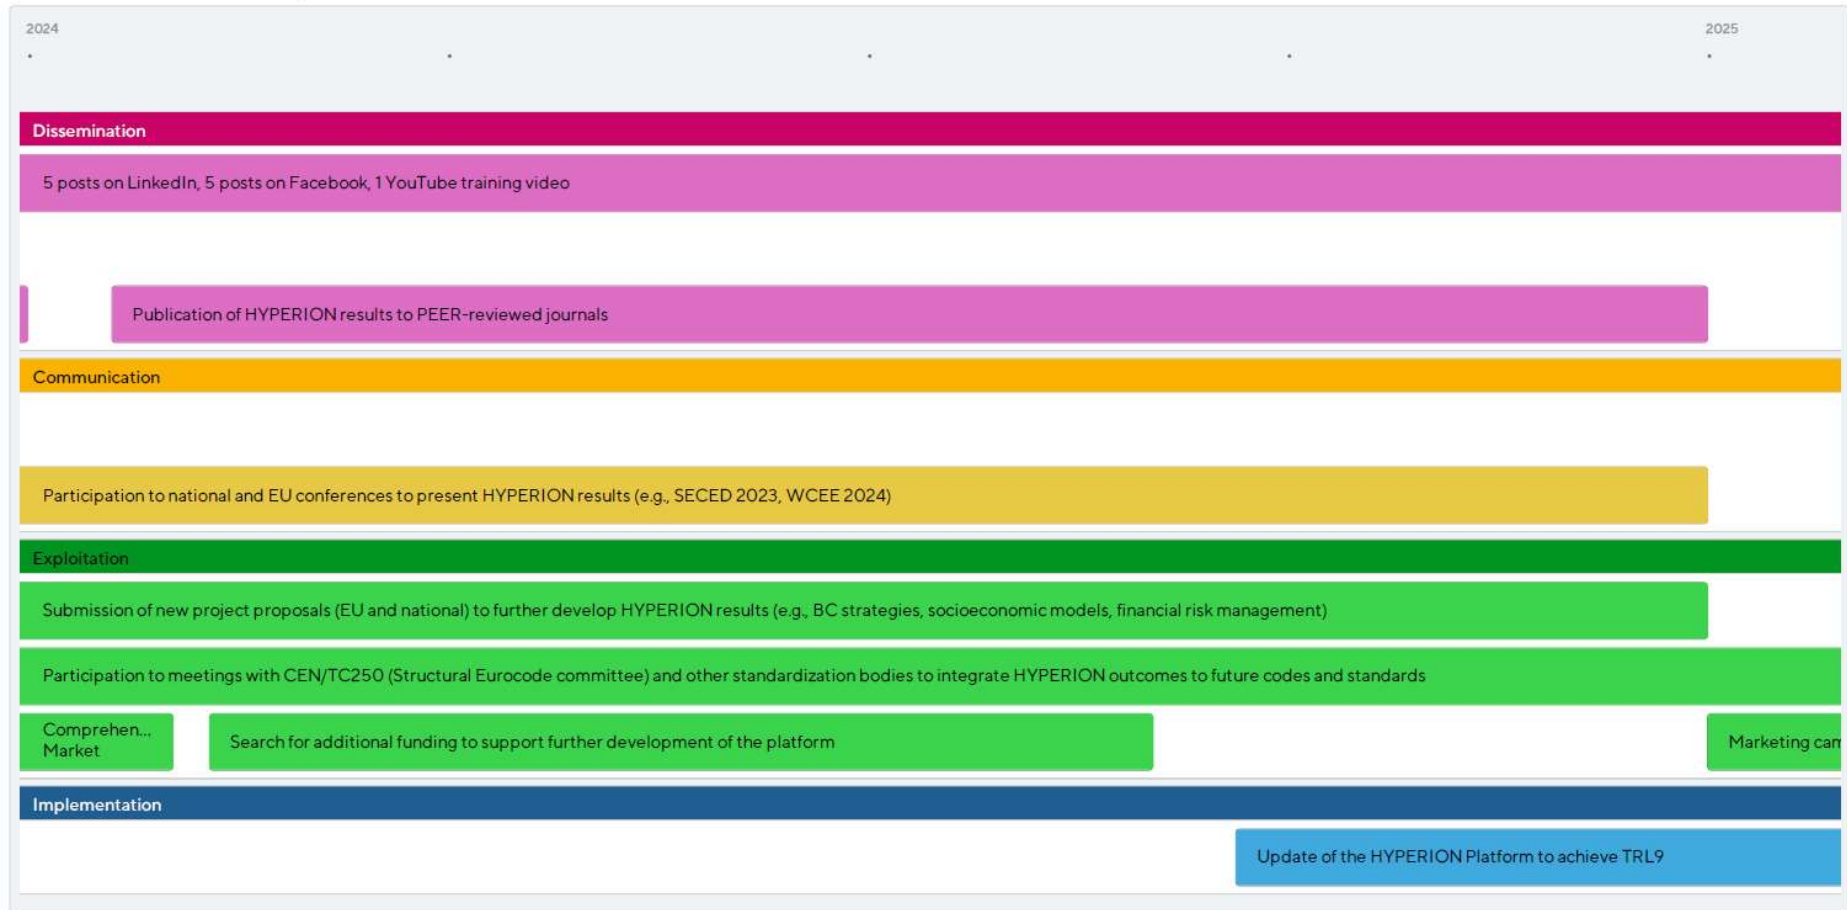 2024
2025
Dissemination
5 posts on LinkedIn, 5 posts on Facebook, 1 YouTube training video
Publication of HYPERION results to PEER-reviewed journals
Communication
Participation to national and EU conferences to present HYPERION results (e.g., SECED 2023, WCEE 2024)
Exploitation
Submission of new project proposals (EU and national) to further develop HYPERION results (e.g., BC strategies, socioeconomic models, financial risk management)
Participation to meetings with CEN/TC250 (Structural Eurocode committee) and other standardization bodies to integrate HYPERION outcomes to future codes and standards
Comprehen...
Market
Search for additional funding to support further development of the platform
Marketing cam
Implementation
Update of the HYPERION Platform to achieve TRL9